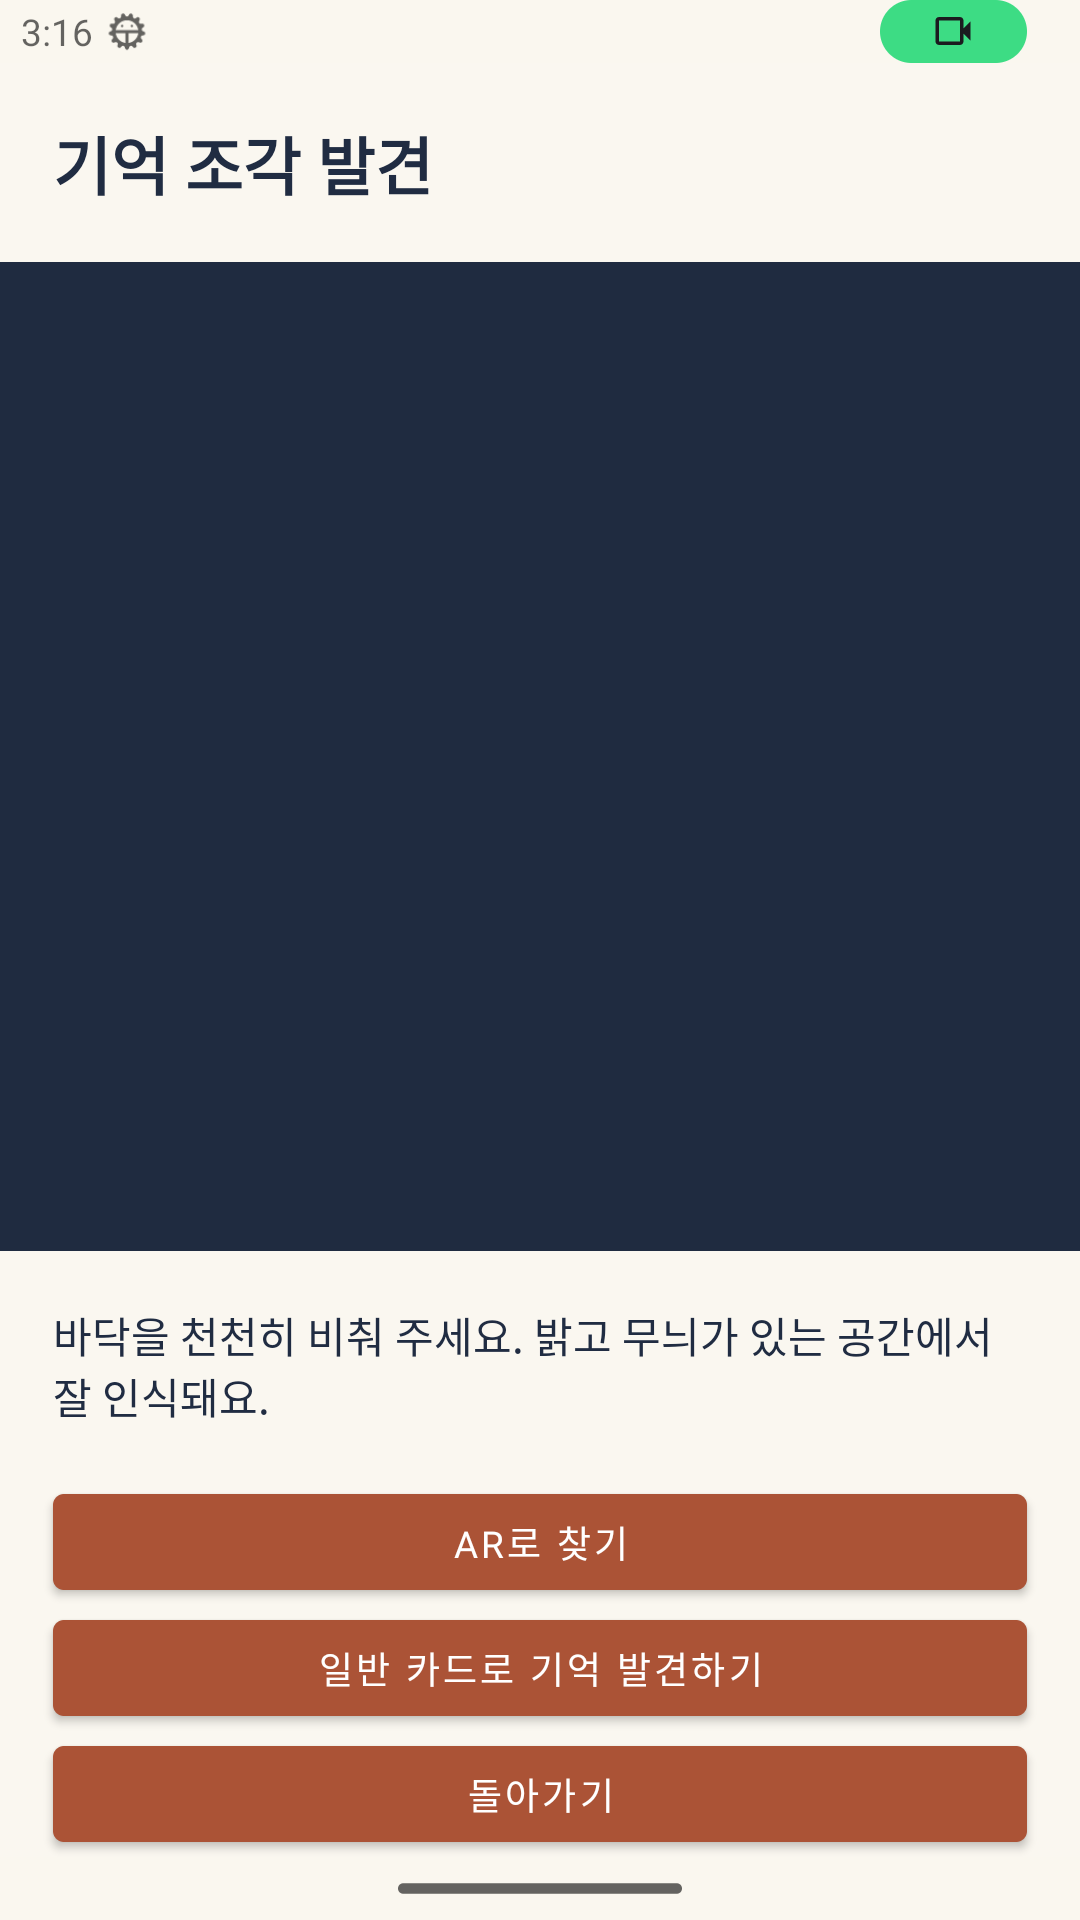 3:16
기억 조각 발견
바닥을 천천히 비춰 주세요. 밝고 무늬가 있는 공간에서
잘 인식돼요.
AR로 찾기
일반 카드로 기억 발견하기
돌아가기